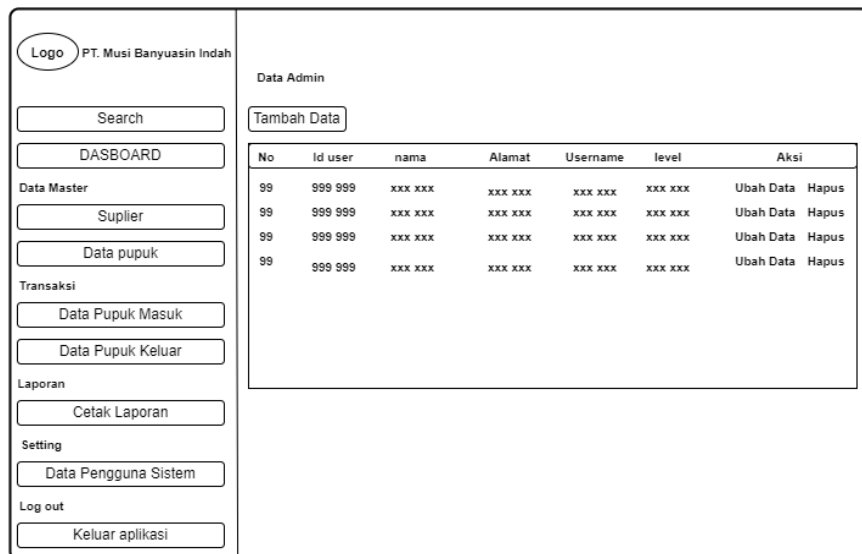 Logo PT. Musi Banyuasin Indah
Search
DASBOARD
Data Master
Suplier
Data pupuk
Transaksi
Data Pupuk Masuk
Data Pupuk Keluar
Laporan
Cetak Laporan
Setting
Data Pengguna Sistem
Log out
Keluar aplikasi
Data Admin
Tambah Data
No Id user nama Alamat Username level Aksi
99 999 999 xxx xxx xxx xxx xxx xxx xxx xxx Ubah Data Hapus
99 999 999 xxx xxx xxx xxx xxx xxx xxx xxx Ubah Data Hapus
99 999 999 xxx xxx xxx xxx xxx xxx xxx xxx Ubah Data Hapus
99 999 999 xxx xxx xxx xxx xxx xxx xxx xxx Ubah Data Hapus